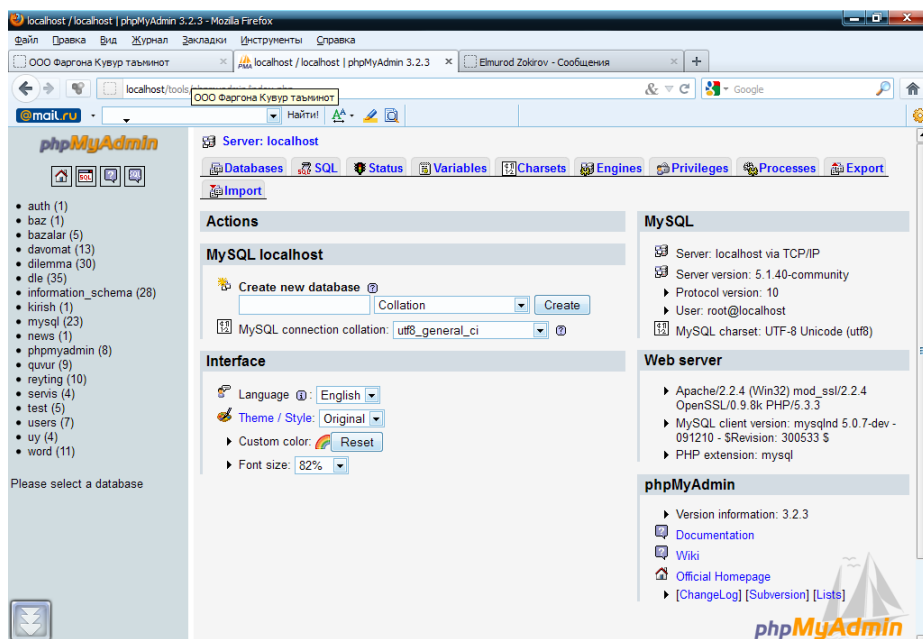 localhost / localhost | phpMyAdmin 3.2.3 - Mozilla Firefox
Файл Правка Вид Журнал Закладки Инструменты Справка
ООО Фаргона Кувур таъминот × localhost / localhost | phpMyAdmin 3.2.3 × Elmurod Zokirov - Сообщения × +
localhost/tools Google
ООО Фаргона Кувур таъминот
@mail.ru Найти!
phpMyAdmin
SQL
auth (1)
baz (1)
bazalar (5)
davomat (13)
dilemma (30)
dle (35)
information_schema (28)
kirish (1)
mysql (23)
news (1)
phpmyadmin (8)
quvur (9)
reyting (10)
servis (4)
test (5)
users (7)
uy (4)
word (11)
Please select a database
Server: localhost
Databases SQL Status Variables Charsets Engines Privileges Processes Export
Import
Actions
MySQL localhost
Create new database
Collation Create
MySQL connection collation: utf8_general_ci
Interface
Language : English
Theme / Style: Original
Custom color: Reset
Font size: 82%
MySQL
Server: localhost via TCP/IP
Server version: 5.1.40-community
Protocol version: 10
User: root@localhost
MySQL charset: UTF-8 Unicode (utf8)
Web server
Apache/2.2.4 (Win32) mod_ssl/2.2.4
OpenSSL/0.9.8k PHP/5.3.3
MySQL client version: mysqlnd 5.0.7-dev -
091210 - $Revision: 300533 $
PHP extension: mysql
phpMyAdmin
Version information: 3.2.3
Documentation
Wiki
Official Homepage
[ChangeLog] [Subversion] [Lists]
phpMyAdmin